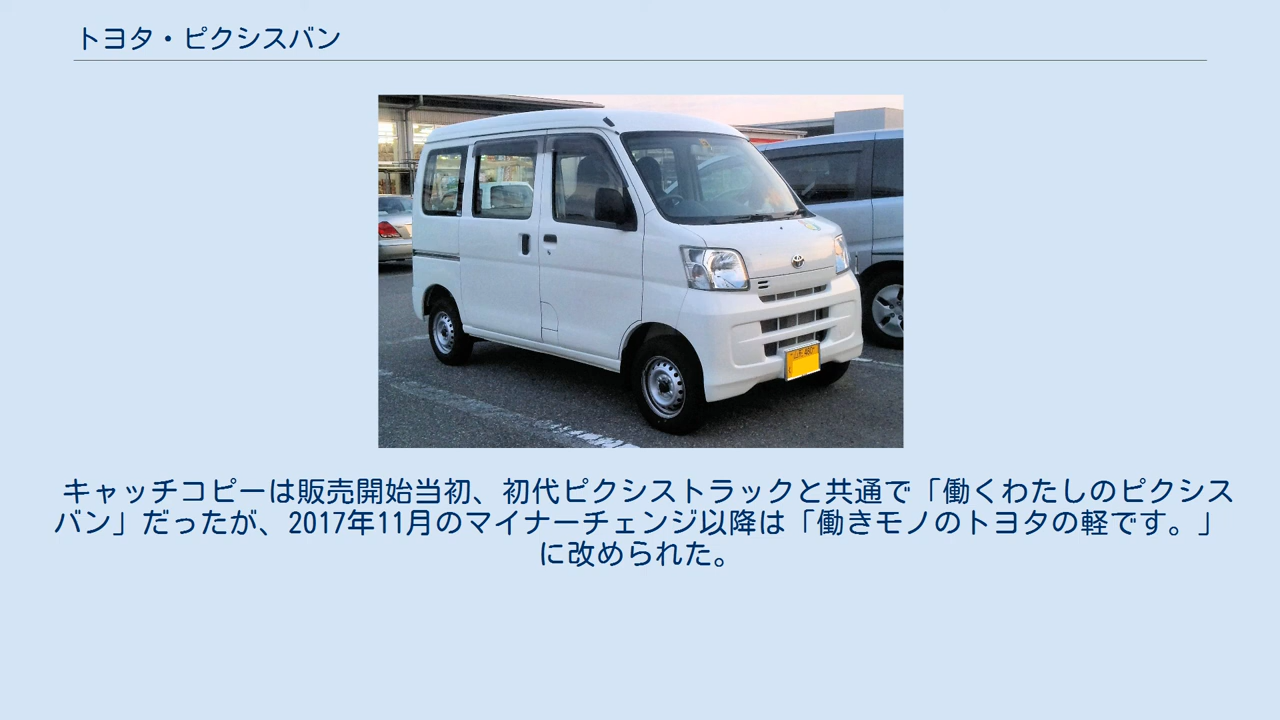 トヨタ・ピクシスバン
キャッチコピーは販売開始当初、初代ピクシストラックと共通で「働くわたしのピクシス
バン」だったが、2017年11月のマイナーチェンジ以降は「働きモノのトヨタの軽です。」
に改められた。